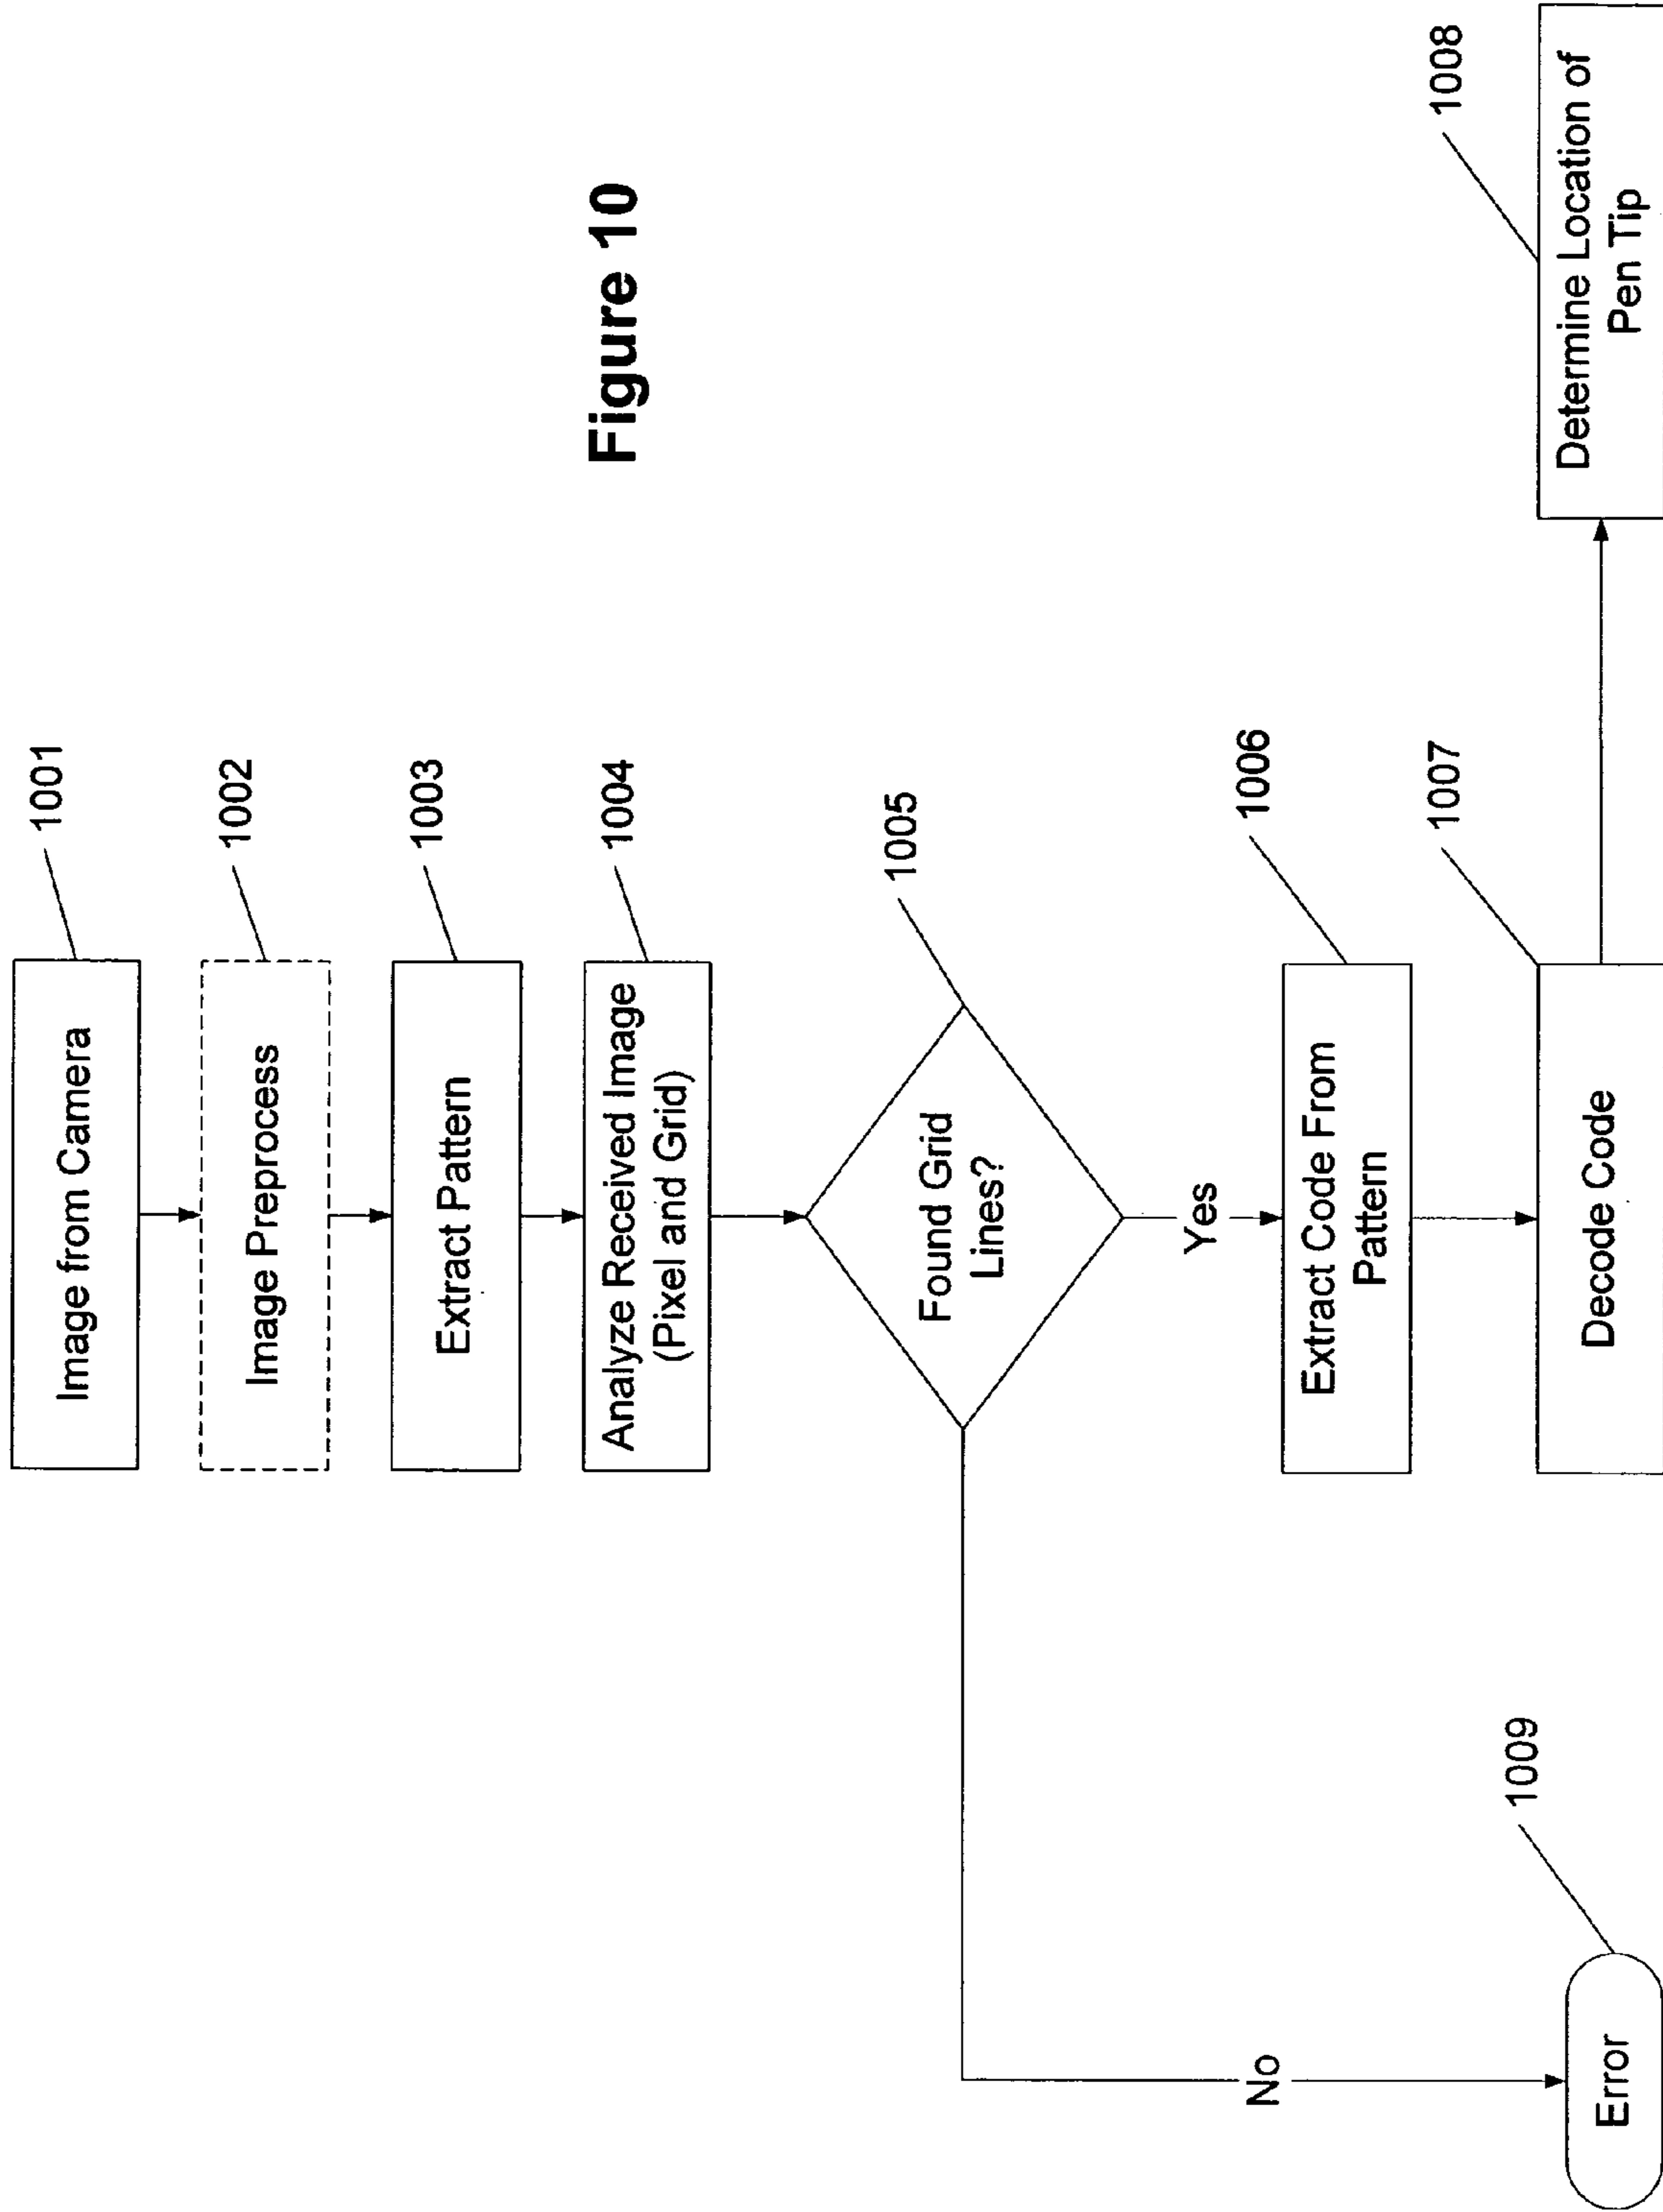 Image from Camera
1001
Image Preprocess
1002
Extract Pattern
1003
Analyze Received Image
(Pixel and Grid)
1004
Figure 10
Found Grid
Lines?
1005
Yes
No
Extract Code From
Pattern
1006
Decode Code
1007
Determine Location of
Pen Tip
1008
Error
1009